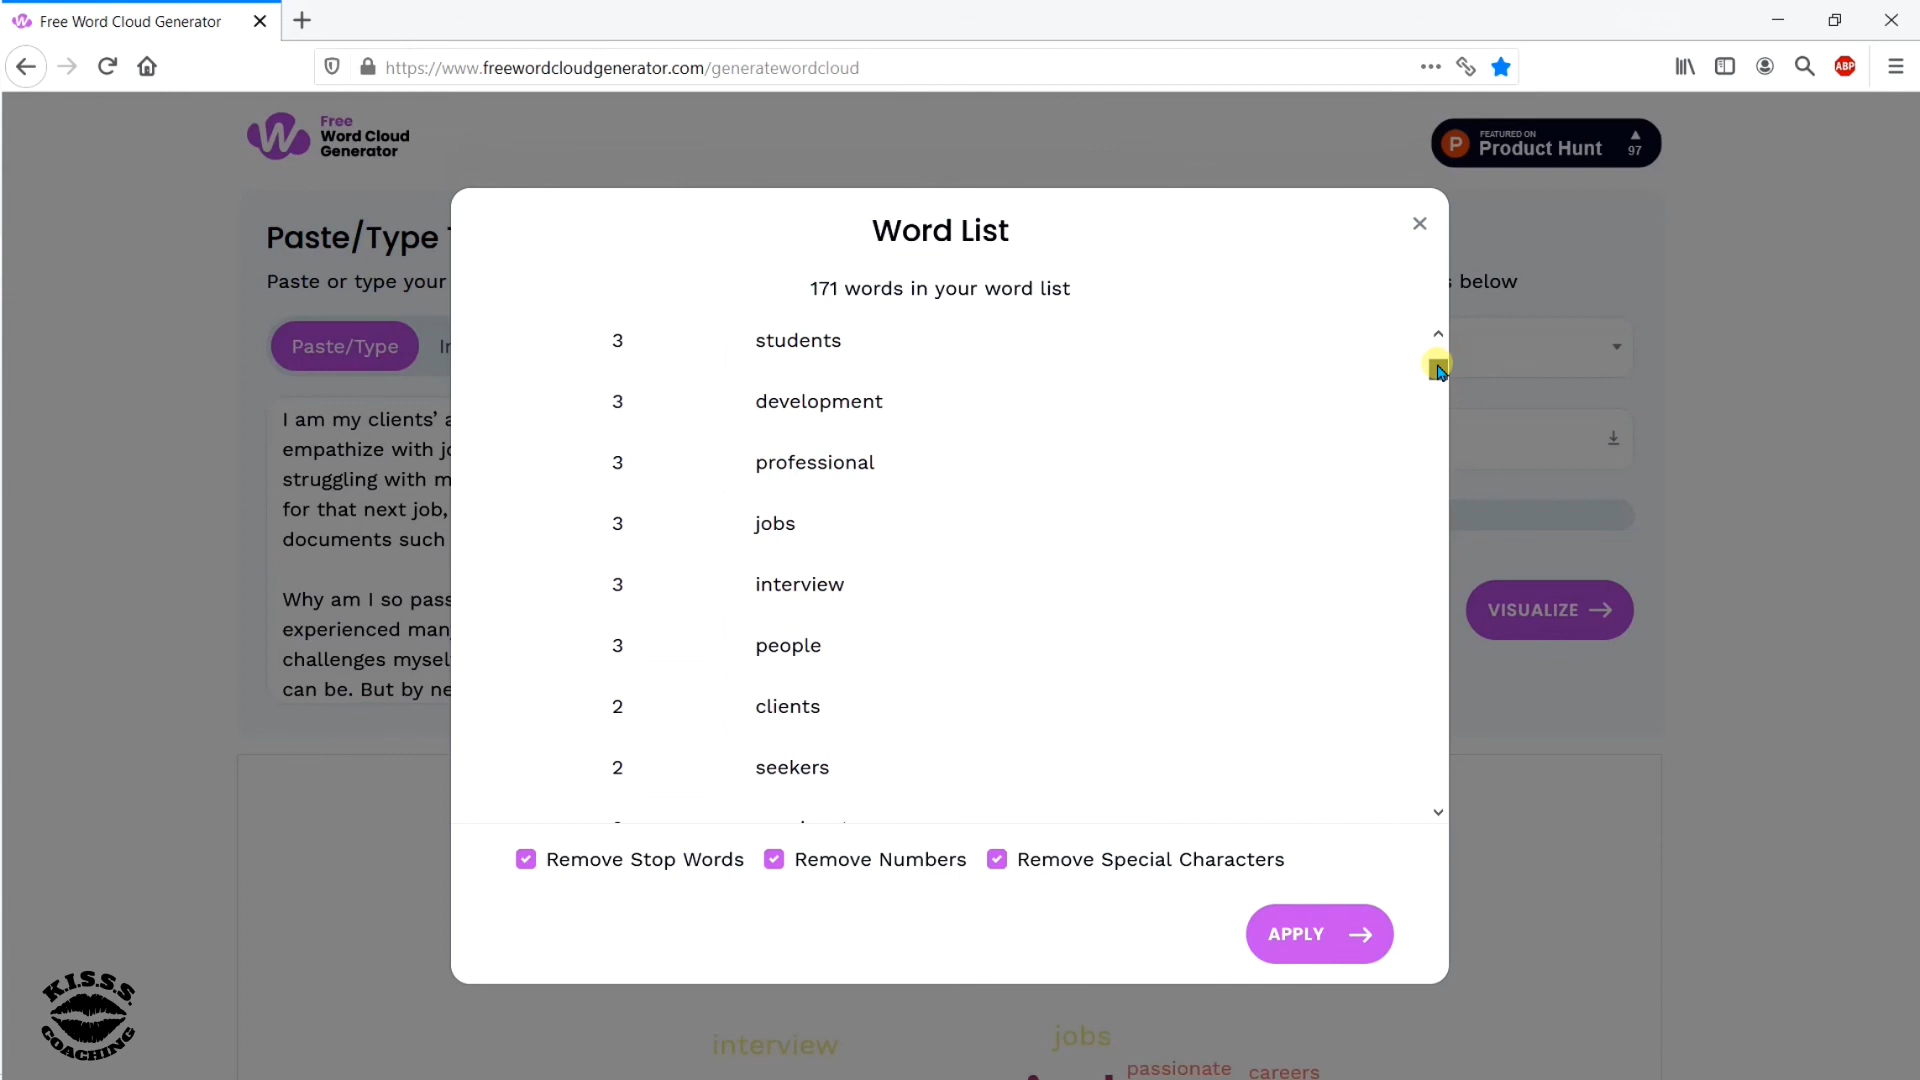 Free Word Cloud Generator
https://www.freewordcloudgenerator.com/generatewordcloud
ABP
Free
Word Cloud
Generator
FEATURED ON
Product Hunt
97
Paste/Type
Paste or type your
below
Paste/Type
I am my clients’
empathize with
struggling with
for that next job,
documents such
Why am I so
experienced
challenges
can be. But by
VISUALIZE
Word List
171 words in your word list
3 students
3 development
3 professional
3 jobs
3 interview
3 people
2 clients
2 seekers
Remove Stop Words
Remove Numbers
Remove Special Characters
APPLY
K.I.S.S.S.
COACHING
interview
jobs
passionate
careers